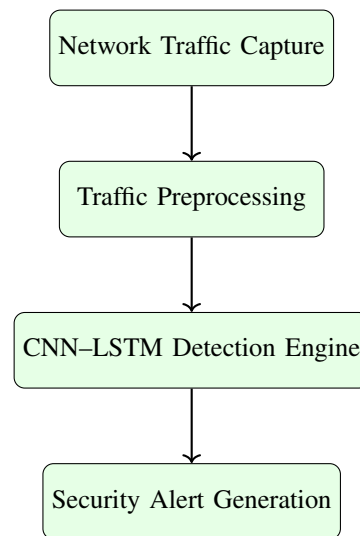 Network Traffic Capture
Traffic Preprocessing
CNN–LSTM Detection Engine
Security Alert Generation